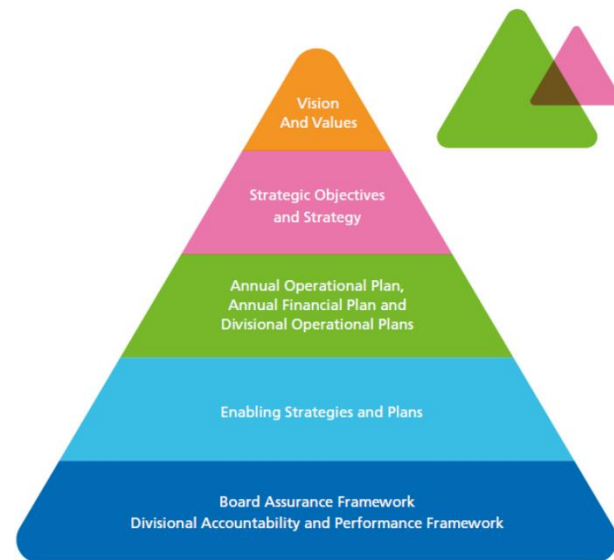 Vision
And Values
Strategic Objectives
and Strategy
Annual Operational Plan,
Annual Financial Plan and
Divisional Operational Plans
Enabling Strategies and Plans
Board Assurance Framework
Divisional Accountability and Performance Framework